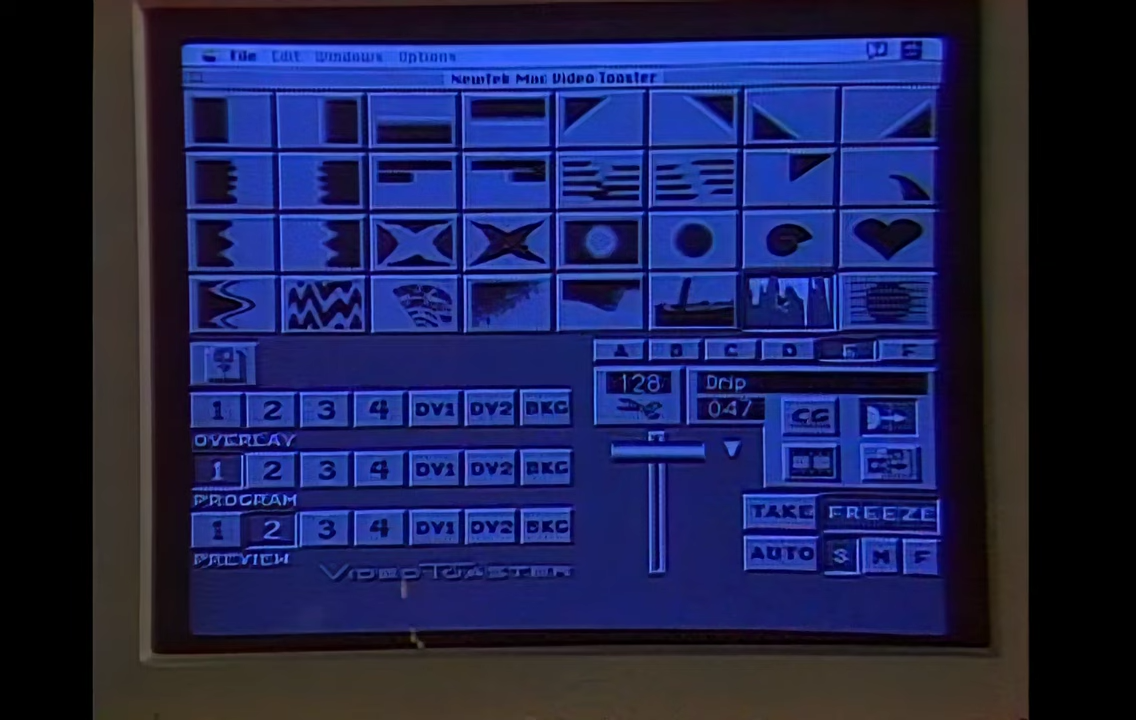 File Edit Windows Options
NewTek Mac Video Toaster
A B C D E F
128 Drip
047
1 2 3 4 DV1 DV2 BKG
CG
OVERLAY
1 2 3 4 DV1 DV2 BKG
PROGRAM
TAKE FREEZE
1 2 3 4 DV1 DV2 BKG
AUTO S M F
PREVIEW
VIDEOTOASTER